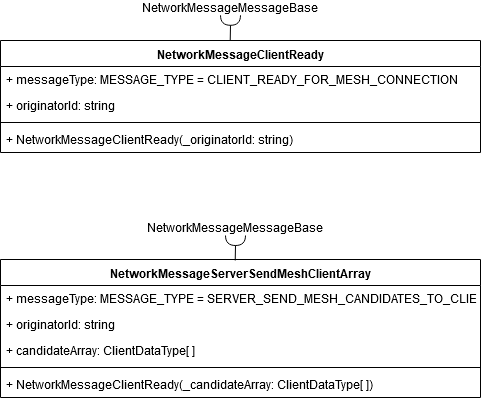 NetworkMessageMessageBase
NetworkMessageClientReady
+ messageType: MESSAGE_TYPE = CLIENT_READY_FOR_MESH_CONNECTION
+ originatorId: string
+ NetworkMessageClientReady(_originatorId: string)
NetworkMessageMessageBase
NetworkMessageServerSendMeshClientArray
+ messageType: MESSAGE_TYPE = SERVER_SEND_MESH_CANDIDATES_TO_CLIE
+ originatorId: string
+ candidateArray: ClientDataType[ ]
+ NetworkMessageClientReady(_candidateArray: ClientDataType[ ])